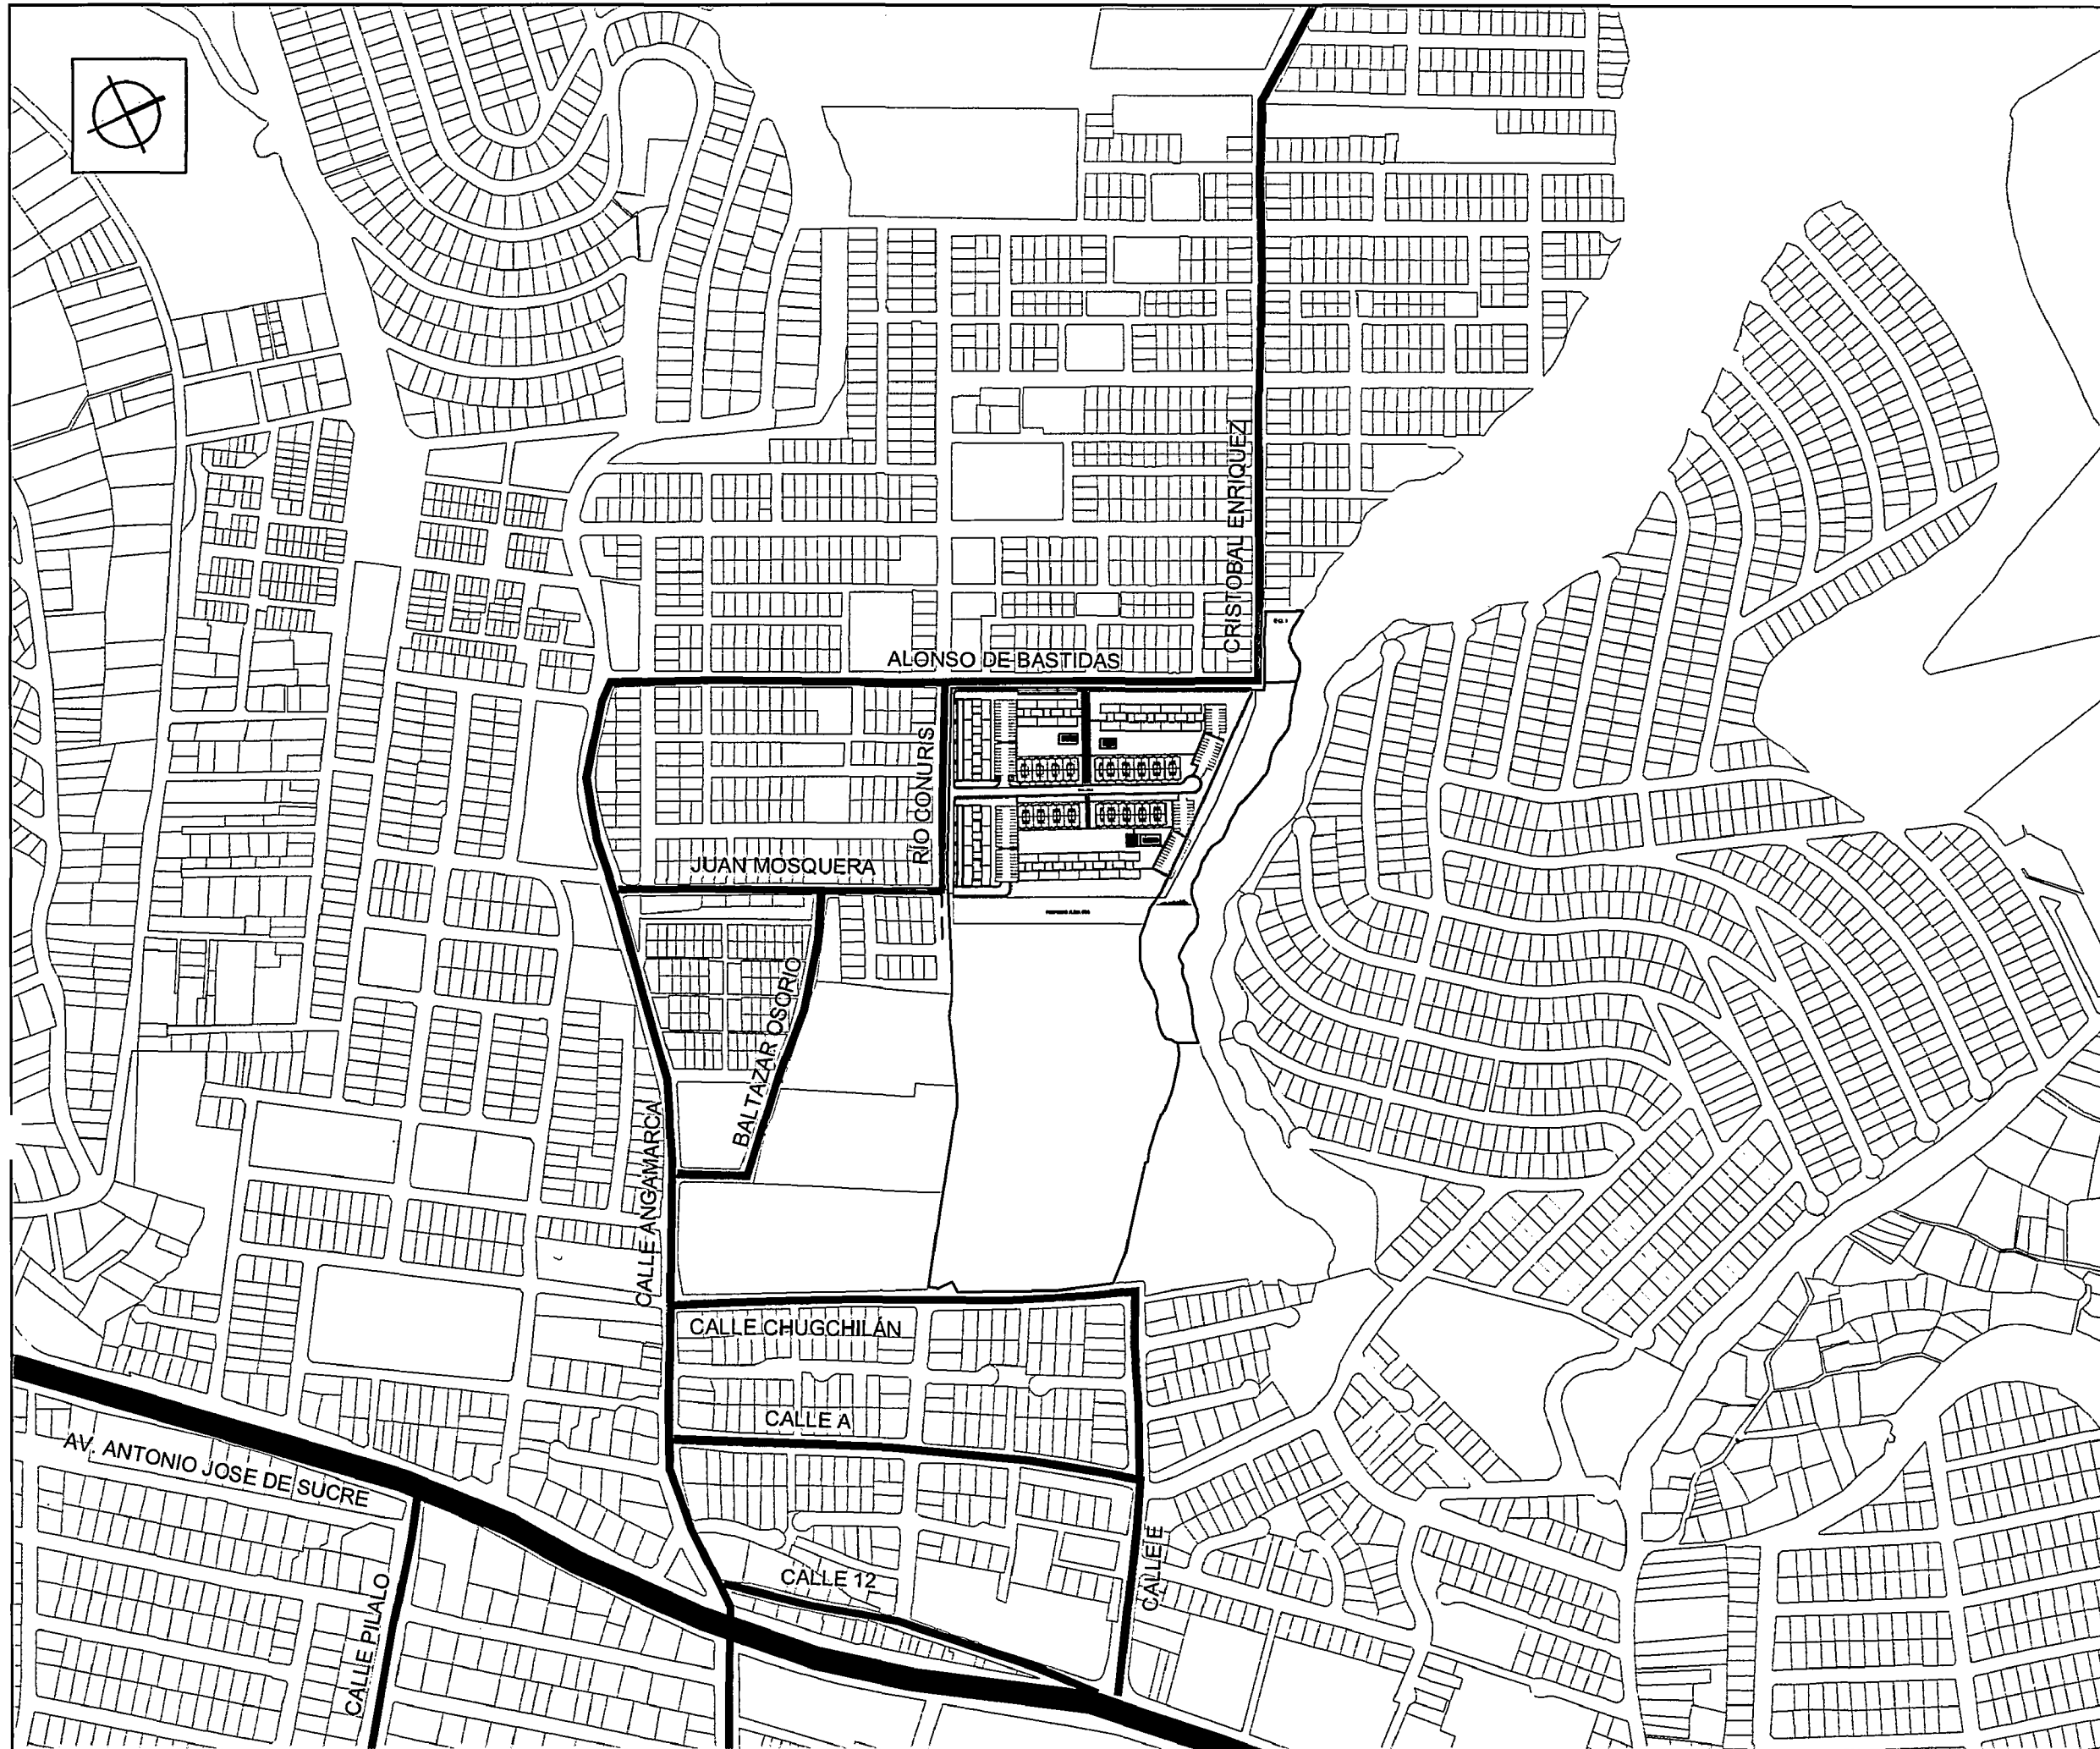 CRISTOBAL ENRIQUEZ
ALONSO DE BASTIDAS
RIO CONURIS
JUAN MOSQUERA
BALTAZAR OSORIO
CALLE ANGAMARCA
CALLE CHUGCHILÁN
CALLE A
AV. ANTONIO JOSE DE SUCRE
CALLE 12
CALLE E
CALLE PILALO